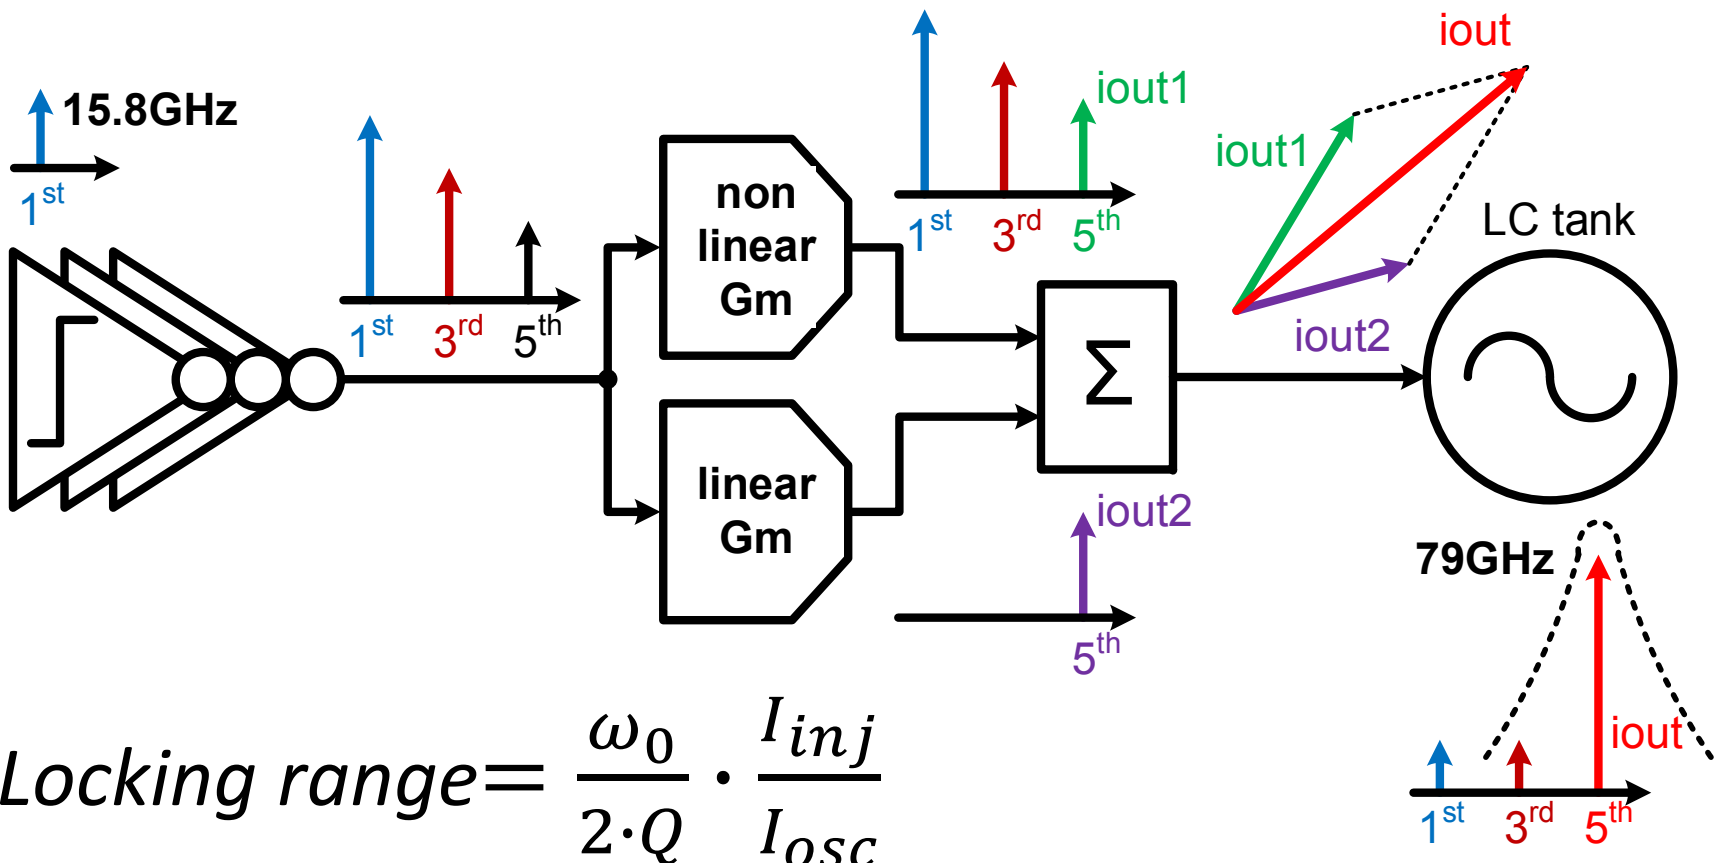 15.8GHz
1st
1st 3rd 5th
non
linear
Gm
linear
Gm
iout1
1st 3rd 5th
iout2
5th
Σ
iout
iout1
iout2
LC tank
79GHz
iout
1st 3rd 5th
Locking range = ω0/(2·Q) · Iinj/Iosc